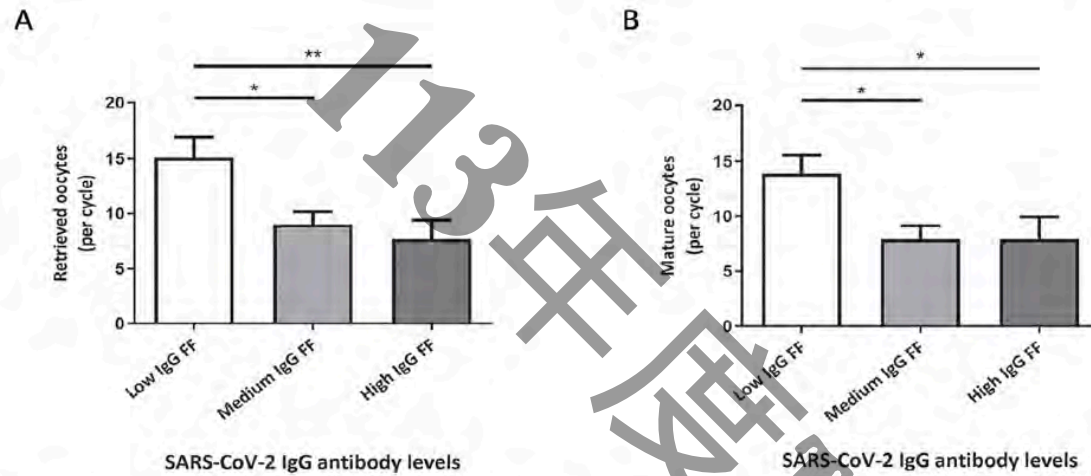 A
B
**
*
*
*
20
15
10
5
0
Retrieved oocytes
(per cycle)
Low IgG FF
Medium IgG FF
High IgG FF
SARS-CoV-2 IgG antibody levels
20
15
10
5
0
Mature oocytes
(per cycle)
Low IgG FF
Medium IgG FF
High IgG FF
SARS-CoV-2 IgG antibody levels
113年度